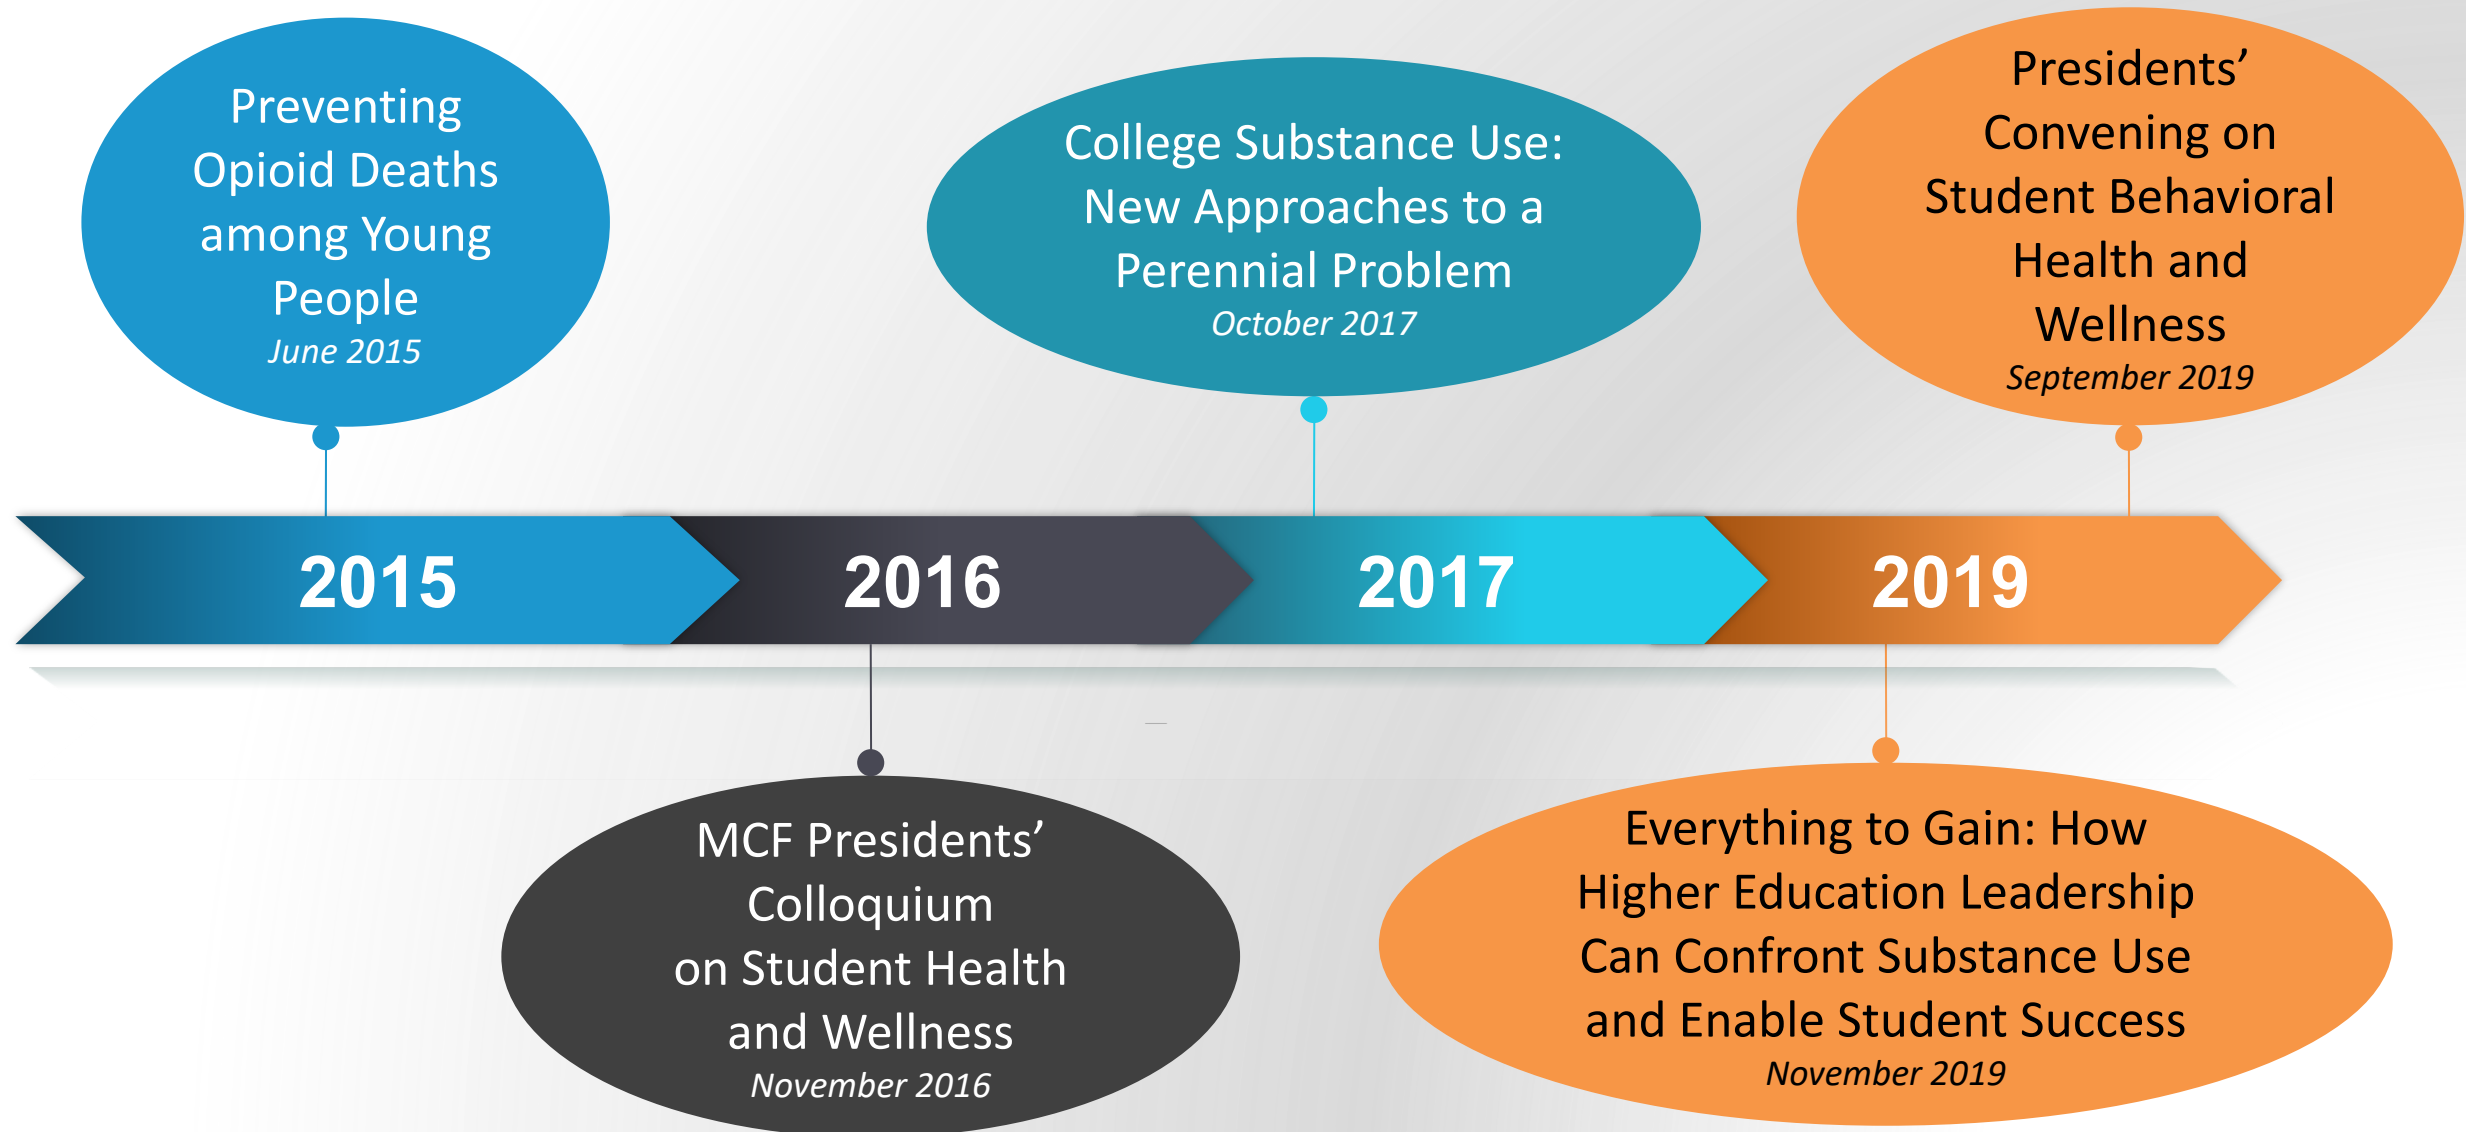 Preventing
Opioid Deaths
among Young
People
June 2015
College Substance Use:
New Approaches to a
Perennial Problem
October 2017
Presidents’
Convening on
Student Behavioral
Health and
Wellness
September 2019
2015
2016
2017
2019
MCF Presidents’
Colloquium
on Student Health
and Wellness
November 2016
Everything to Gain: How
Higher Education Leadership
Can Confront Substance Use
and Enable Student Success
November 2019